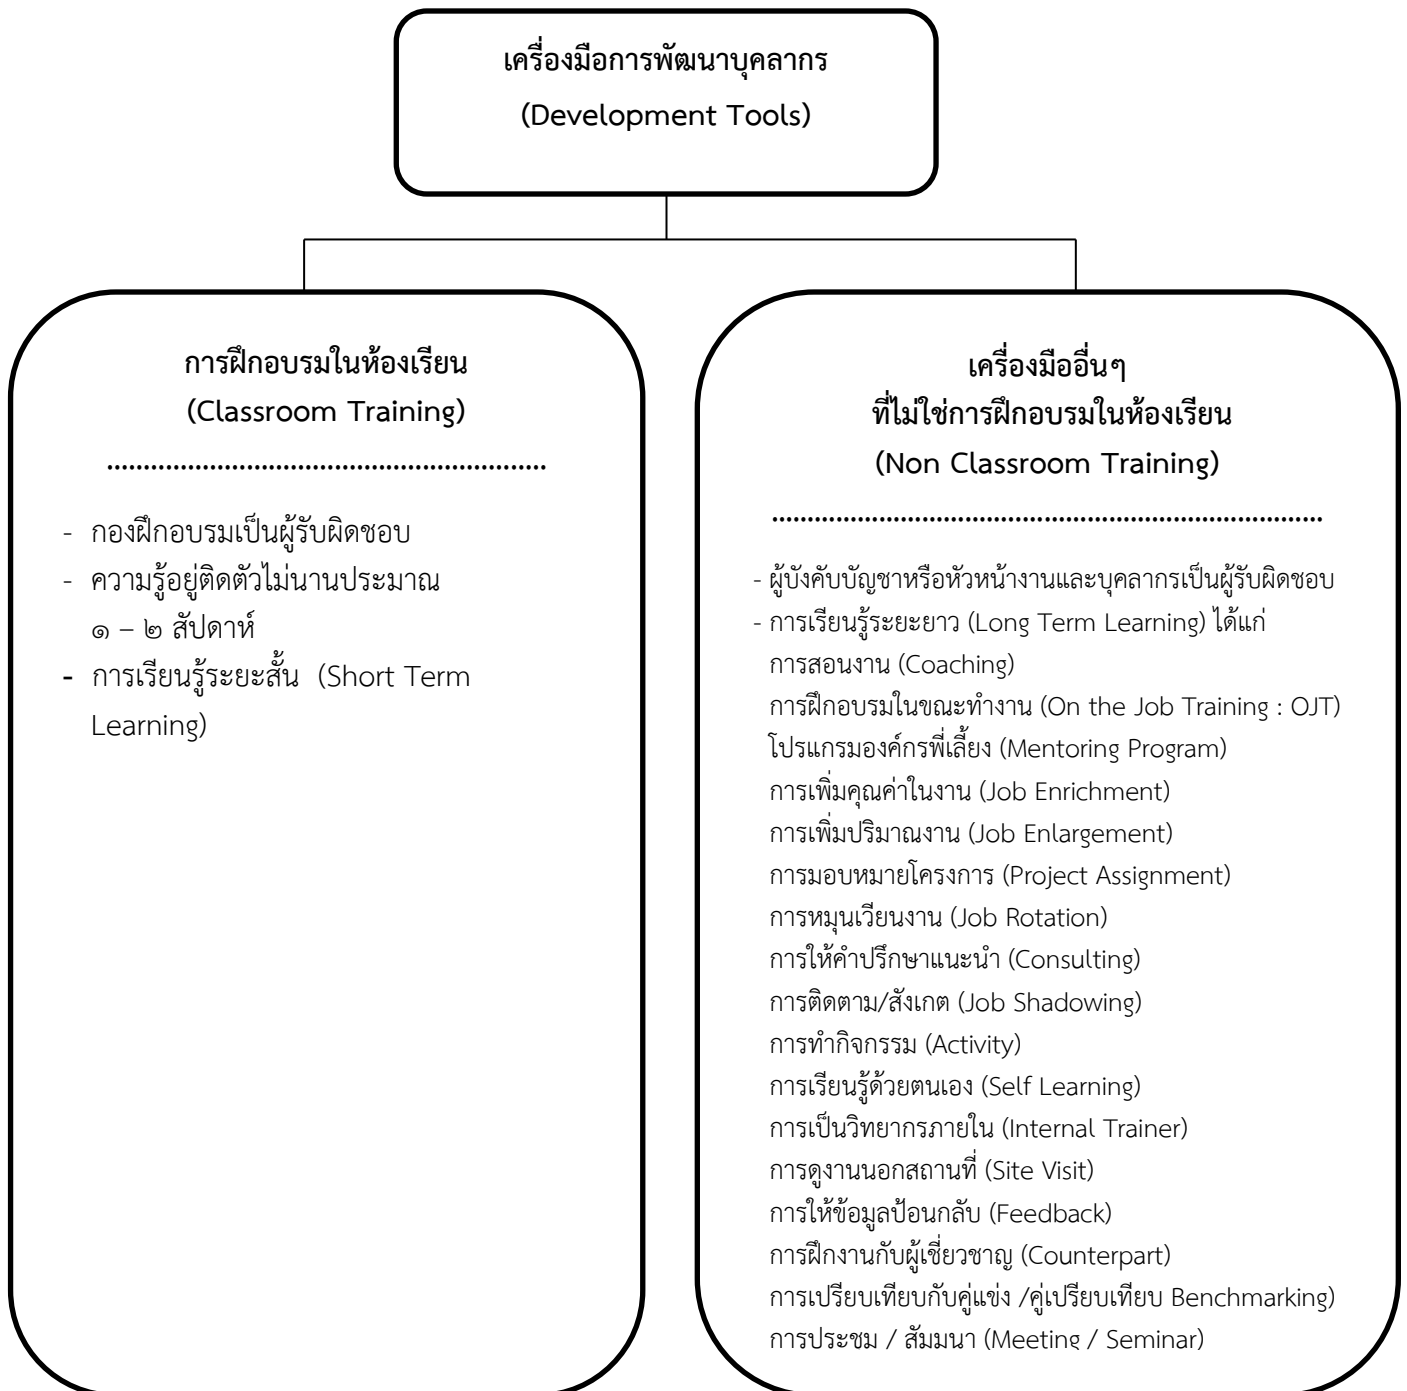 เครื่องมือการพัฒนาบุคลากร
(Development Tools)
การฝึกอบรมในห้องเรียน
(Classroom Training)
............................................................
- กองฝึกอบรมเป็นผู้รับผิดชอบ
- ความรู้อยู่ติดตัวไม่นานประมาณ
๑ – ๒ สัปดาห์
- การเรียนรู้ระยะสั้น (Short Term
Learning)
เครื่องมืออื่นๆ
ที่ไม่ใช่การฝึกอบรมในห้องเรียน
(Non Classroom Training)
...........................................................................
- ผู้บังคับบัญชาหรือหัวหน้างานและบุคลากรเป็นผู้รับผิดชอบ
- การเรียนรู้ระยะยาว (Long Term Learning) ได้แก่
การสอนงาน (Coaching)
การฝึกอบรมในขณะทำงาน (On the Job Training : OJT)
โปรแกรมองค์กรพี่เลี้ยง (Mentoring Program)
การเพิ่มคุณค่าในงาน (Job Enrichment)
การเพิ่มปริมาณงาน (Job Enlargement)
การมอบหมายโครงการ (Project Assignment)
การหมุนเวียนงาน (Job Rotation)
การให้คำปรึกษาแนะนำ (Consulting)
การติดตาม/สังเกต (Job Shadowing)
การทำกิจกรรม (Activity)
การเรียนรู้ด้วยตนเอง (Self Learning)
การเป็นวิทยากรภายใน (Internal Trainer)
การดูงานนอกสถานที่ (Site Visit)
การให้ข้อมูลป้อนกลับ (Feedback)
การฝึกงานกับผู้เชี่ยวชาญ (Counterpart)
การเปรียบเทียบกับคู่แข่ง /คู่เปรียบเทียบ Benchmarking)
การประชุม / สัมมนา (Meeting / Seminar)